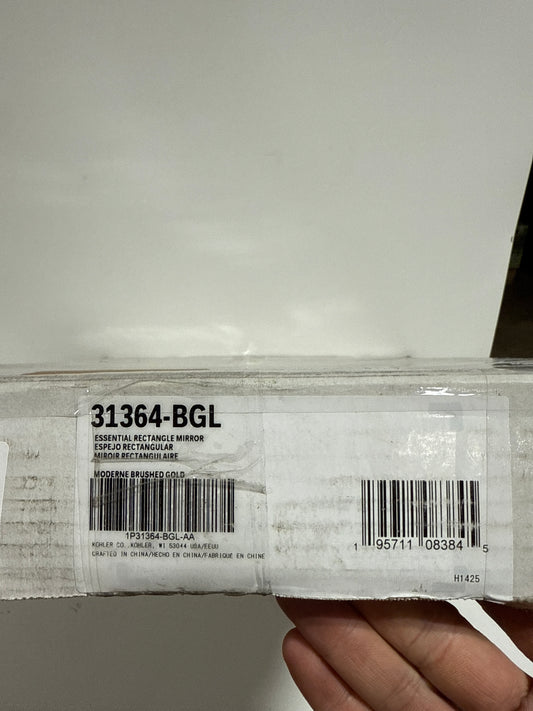 31364-BGL
ESSENTIAL RECTANGLE MIRROR
ESPEJO RECTANGULAR
MIROIR RECTANGULAIRE
MODERNE BRUSHED GOLD
1P31364-BGL-AA
KOHLER CO. KOHLER, WI 53044 USA/EEUU
CRAFTED IN CHINA/HECHO EN CHINA/FABRIQUÉ EN CHINE
1 95711 08384 5
H1425